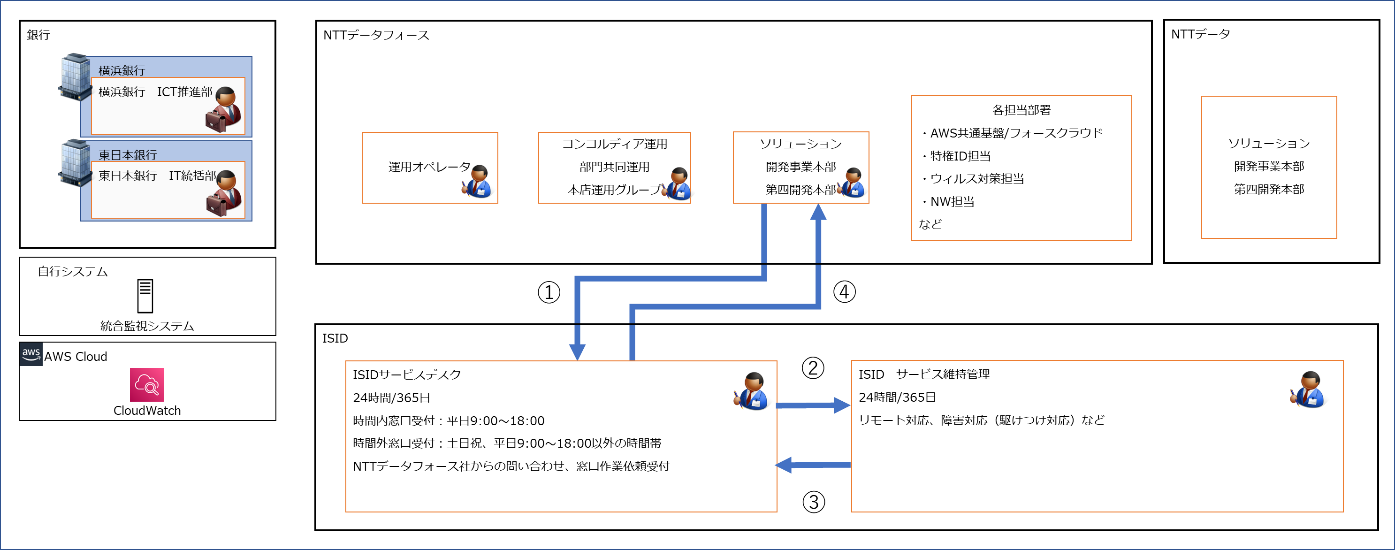 銀行
横浜銀行
横浜銀行　ICT推進部
東日本銀行
東日本銀行　IT統括部
自行システム
統合監視システム
aws
AWS Cloud
CloudWatch
NTTデータフォース
運用オペレータ
コンコルディア運用
部門共同運用
本店運用グループ
ソリューション
開発事業本部
第四開発本部
各担当部署
・AWS共通基盤/フォースクラウド
・特権ID担当
・ウィルス対策担当
・NW担当
など
NTTデータ
ソリューション
開発事業本部
第四開発本部
①
④
ISID
ISIDサービスデスク
24時間/365日
時間内窓口受付：平日9:00～18:00
時間外窓口受付：土日祝、平日9:00～18:00以外の時間帯
NTTデータフォース社からの問い合わせ、窓口作業依頼受付
②
③
ISID　サービス維持管理
24時間/365日
リモート対応、障害対応（駆けつけ対応）など